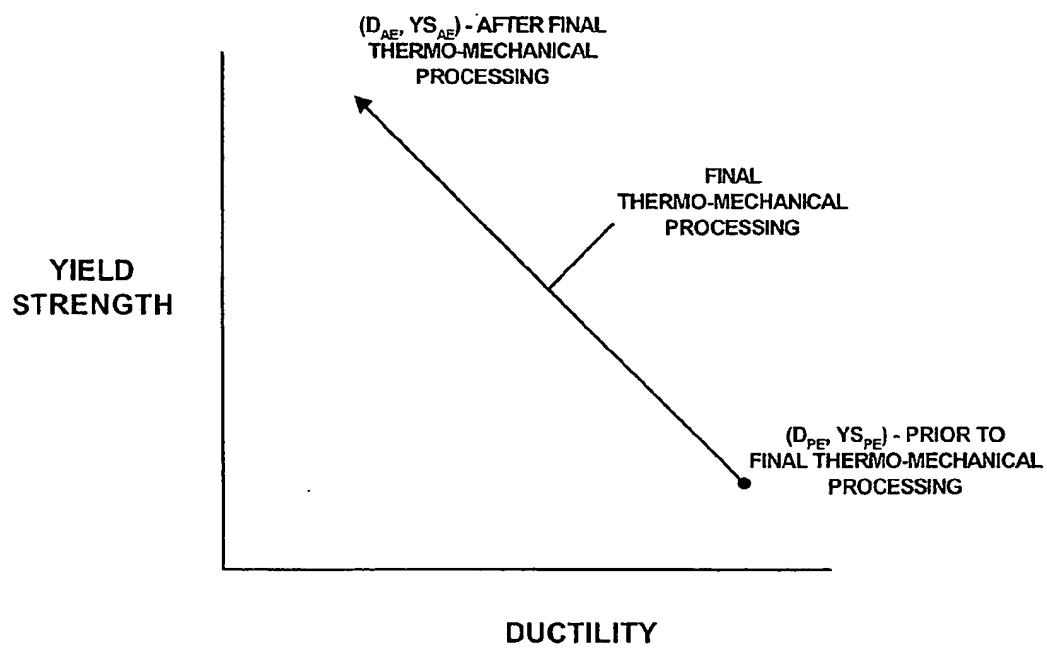 (D_AE, YS_AE) - AFTER FINAL
THERMO-MECHANICAL
PROCESSING
FINAL
THERMO-MECHANICAL
PROCESSING
YIELD
STRENGTH
(D_PE, YS_PE) - PRIOR TO
FINAL THERMO-MECHANICAL
PROCESSING
DUCTILITY